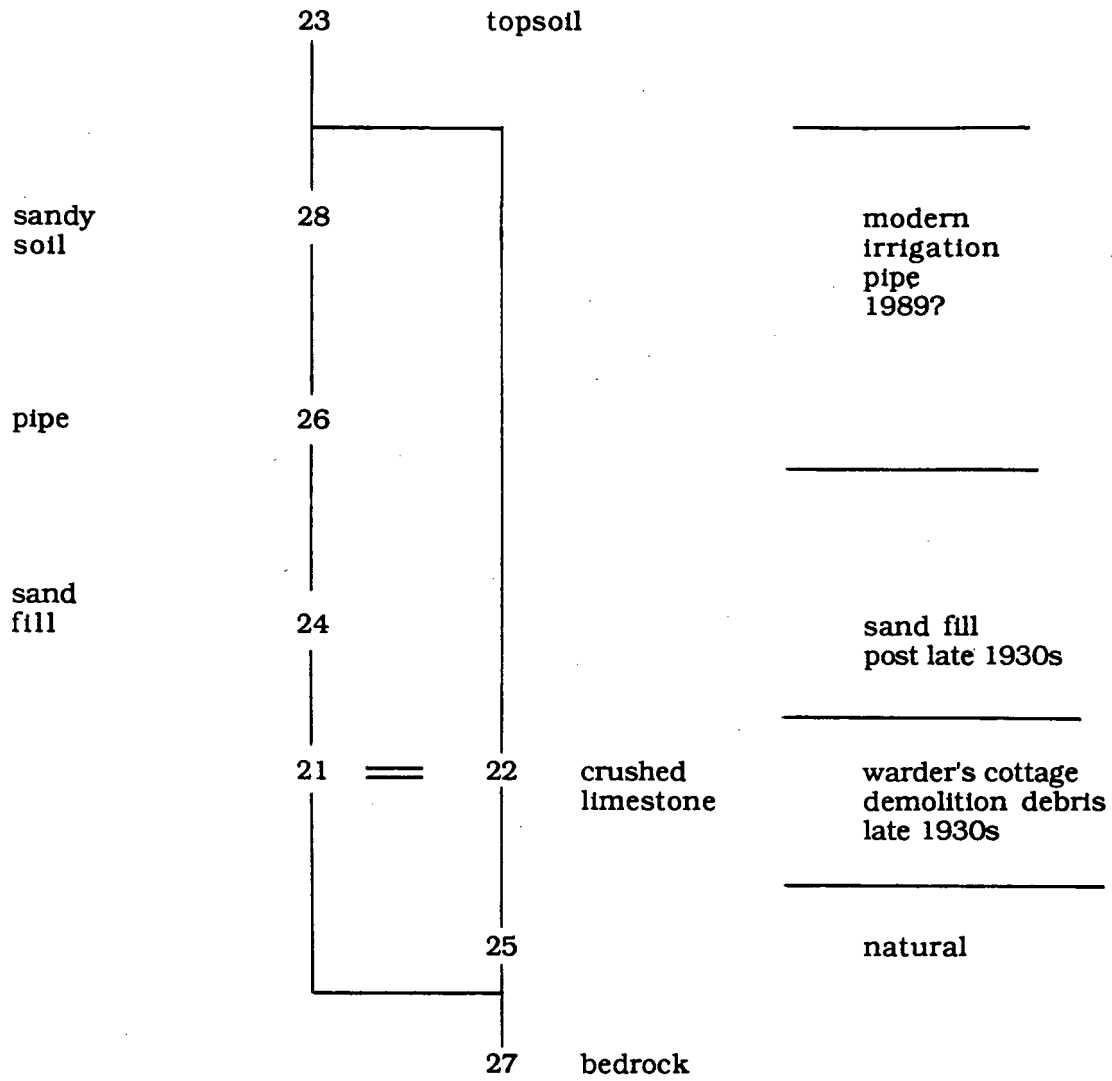 23 topsoil
sandy
soil
28
modern
irrigation
pipe
1989?
pipe
26
sand
fill
24
sand fill
post late 1930s
21
22
crushed
limestone
warder's cottage
demolition debris
late 1930s
25
natural
27 bedrock